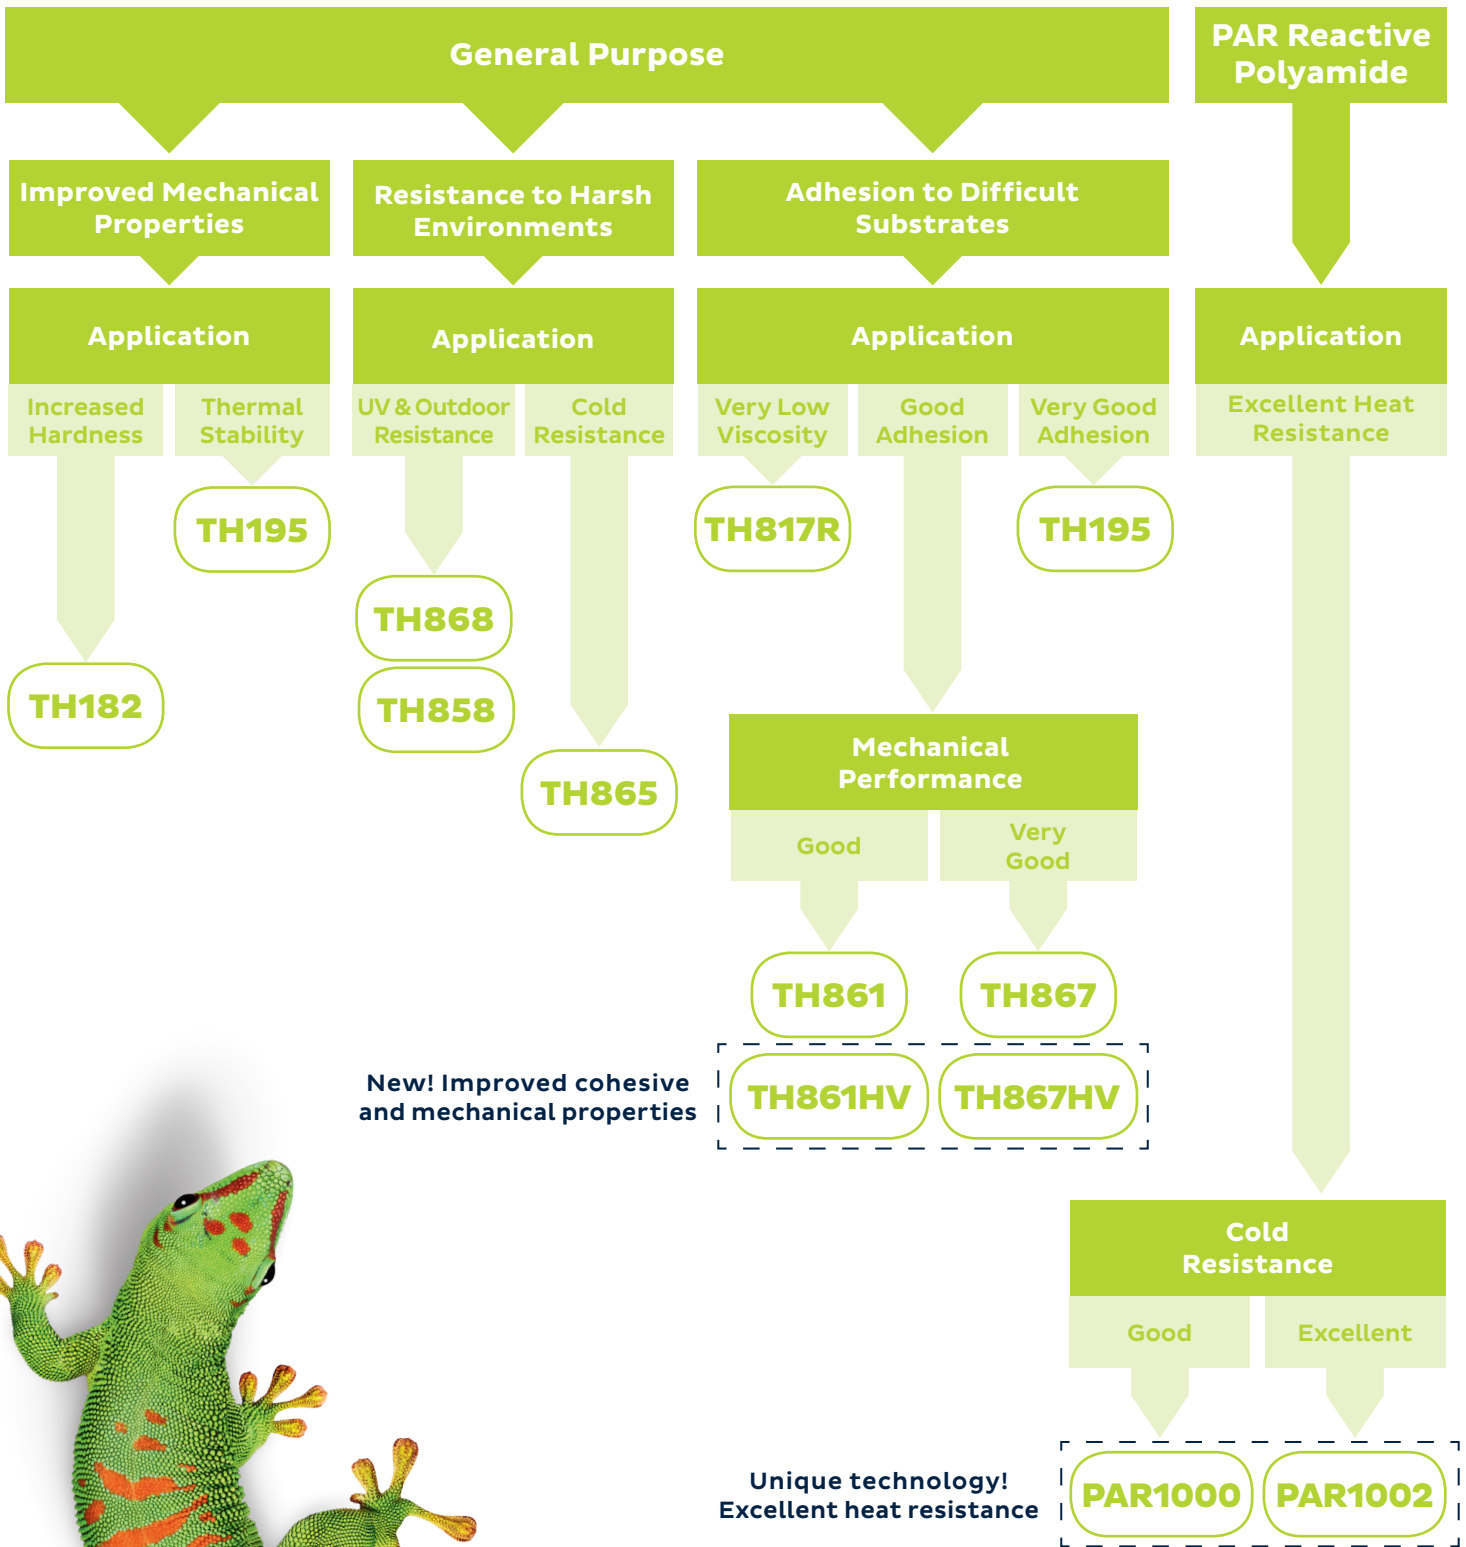 General Purpose
PAR Reactive
Polyamide
Improved Mechanical
Properties
Resistance to Harsh
Environments
Adhesion to Difficult
Substrates
Application
Application
Application
Application
Increased
Hardness
Thermal
Stability
UV & Outdoor
Resistance
Cold
Resistance
Very Low
Viscosity
Good
Adhesion
Very Good
Adhesion
Excellent Heat
Resistance
TH195
TH817R
TH195
TH868
TH182
TH858
TH865
Mechanical
Performance
Good
Very
Good
TH861
TH867
New! Improved cohesive
and mechanical properties
TH861HV
TH867HV
Cold
Resistance
Good
Excellent
Unique technology!
Excellent heat resistance
PAR1000
PAR1002